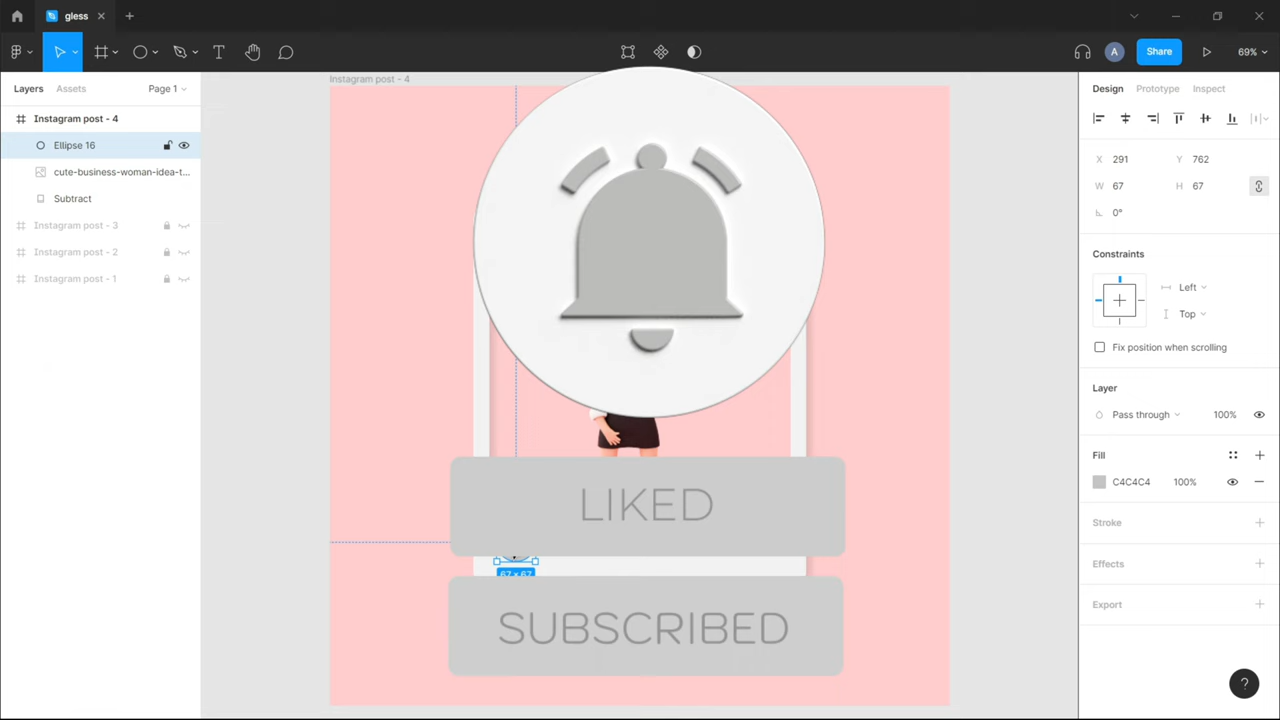 gless
Share
69%
Layers
Assets
Page 1
Instagram post - 4
Ellipse 16
cute-business-woman-idea-t...
Subtract
Instagram post - 3
Instagram post - 2
Instagram post - 1
Instagram post - 4
LIKED
67 x 67
SUBSCRIBED
Design
Prototype
Inspect
X 291
Y 762
W 67
H 67
0°
Constraints
Left
Top
Fix position when scrolling
Layer
Pass through
100%
Fill
C4C4C4
100%
Stroke
Effects
Export
A
?